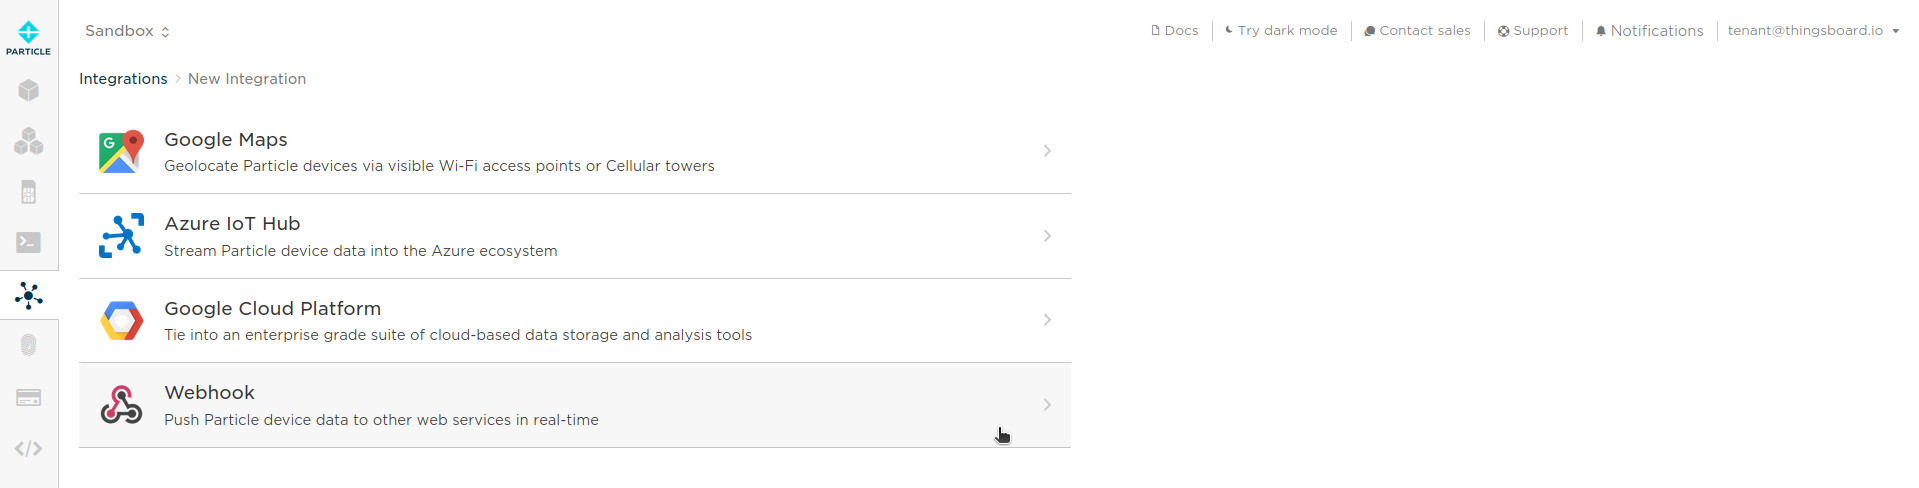 PARTICLE
Sandbox
Docs
Try dark mode
Contact sales
Support
Notifications
tenant@thingsboard.io
Integrations > New Integration
G
Google Maps
Geolocate Particle devices via visible Wi-Fi access points or Cellular towers
Azure IoT Hub
Stream Particle device data into the Azure ecosystem
Google Cloud Platform
Tie into an enterprise grade suite of cloud-based data storage and analysis tools
Webhook
Push Particle device data to other web services in real-time